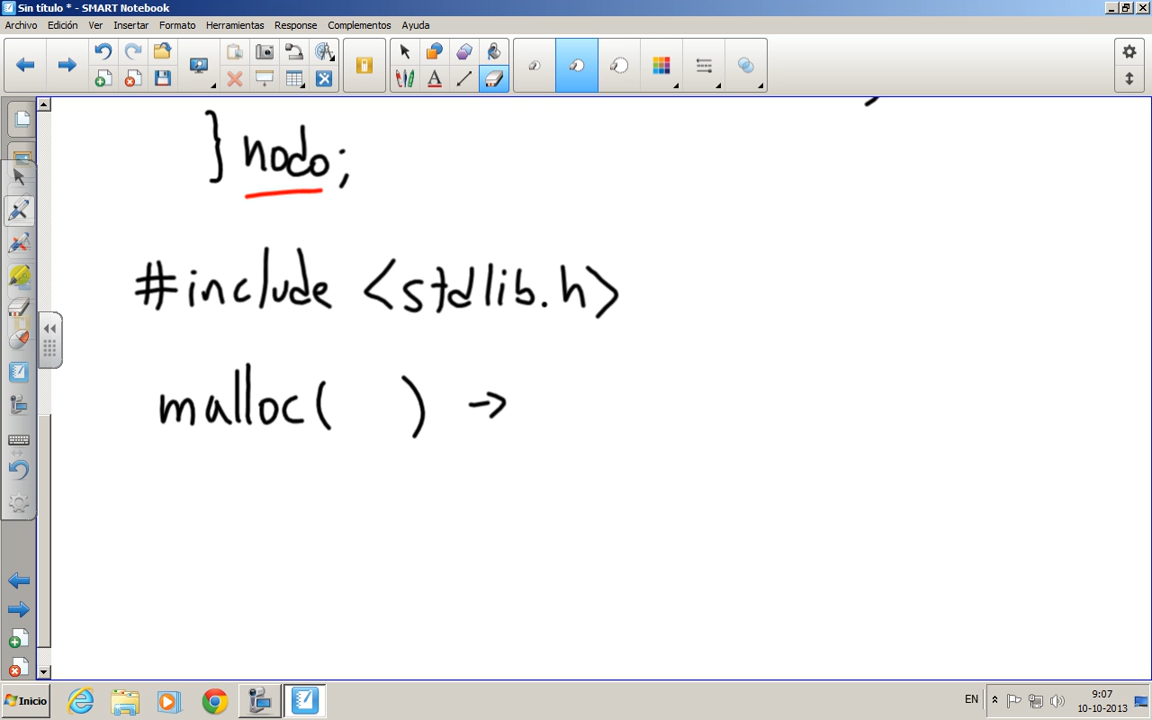 Sin título * - SMART Notebook
Archivo Edición Ver Insertar Formato Herramientas Response Complementos Ayuda
} nodo;
#include <stdlib.h>
malloc( ) →
Inicio
EN
9:07
10-10-2013